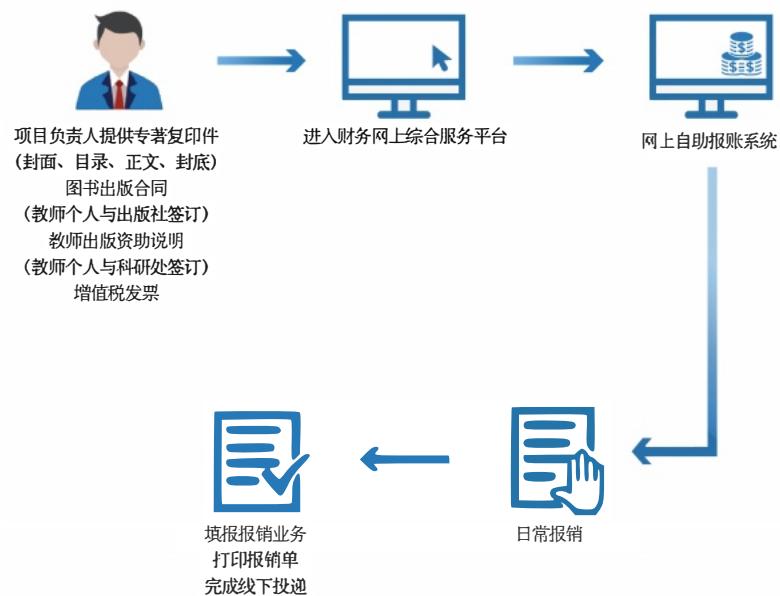 项目负责人提供专著复印件
（封面、目录、正文、封底）
图书出版合同
（教师个人与出版社签订）
教师出版资助说明
（教师个人与科研处签订）
增值税发票
进入财务网上综合服务平台
网上自助报账系统
日常报销
填报报销业务
打印报销单
完成线下投递